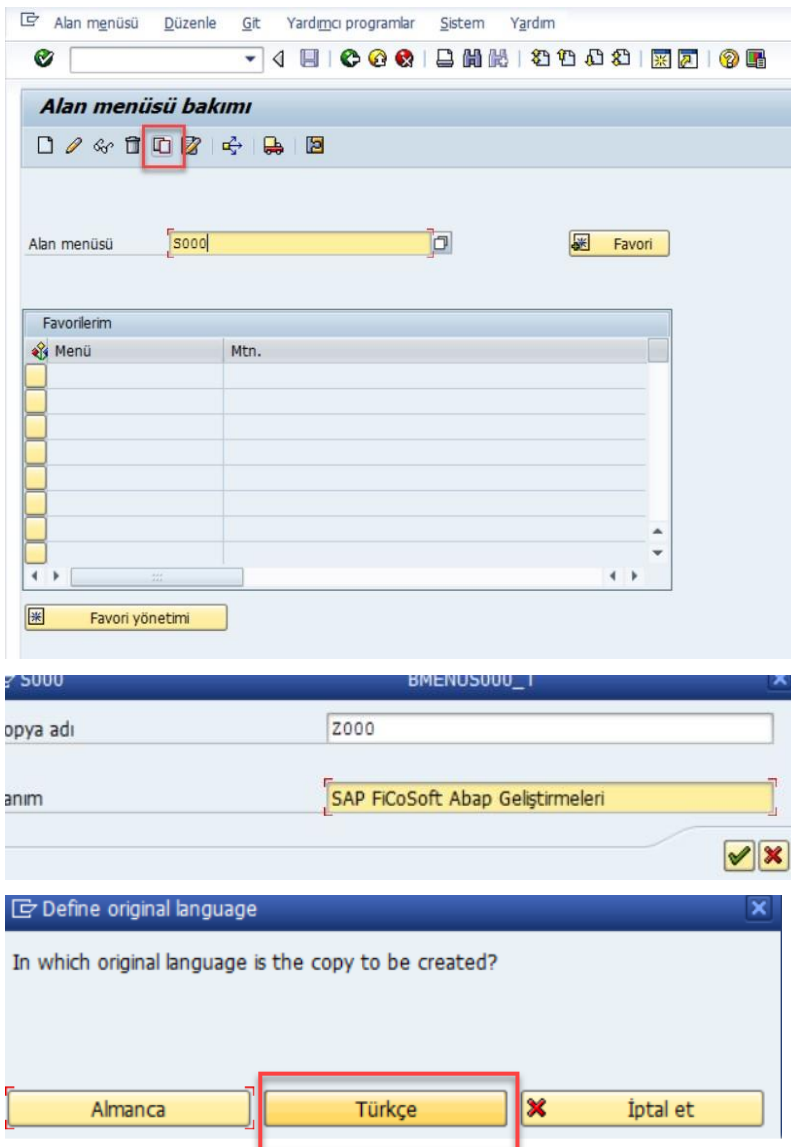 Alan menüsü Düzenle Git Yardımcı programlar Sistem Yardım
Alan menüsü bakımı
Alan menüsü S000 Favori
Favorilerim
Menü Mtn.
Favori yönetimi
S000 BMENUS000_T
opya adı Z000
anım SAP FiCoSoft Abap Geliştirmeleri
Define original language
In which original language is the copy to be created?
Almanca Türkçe İptal et